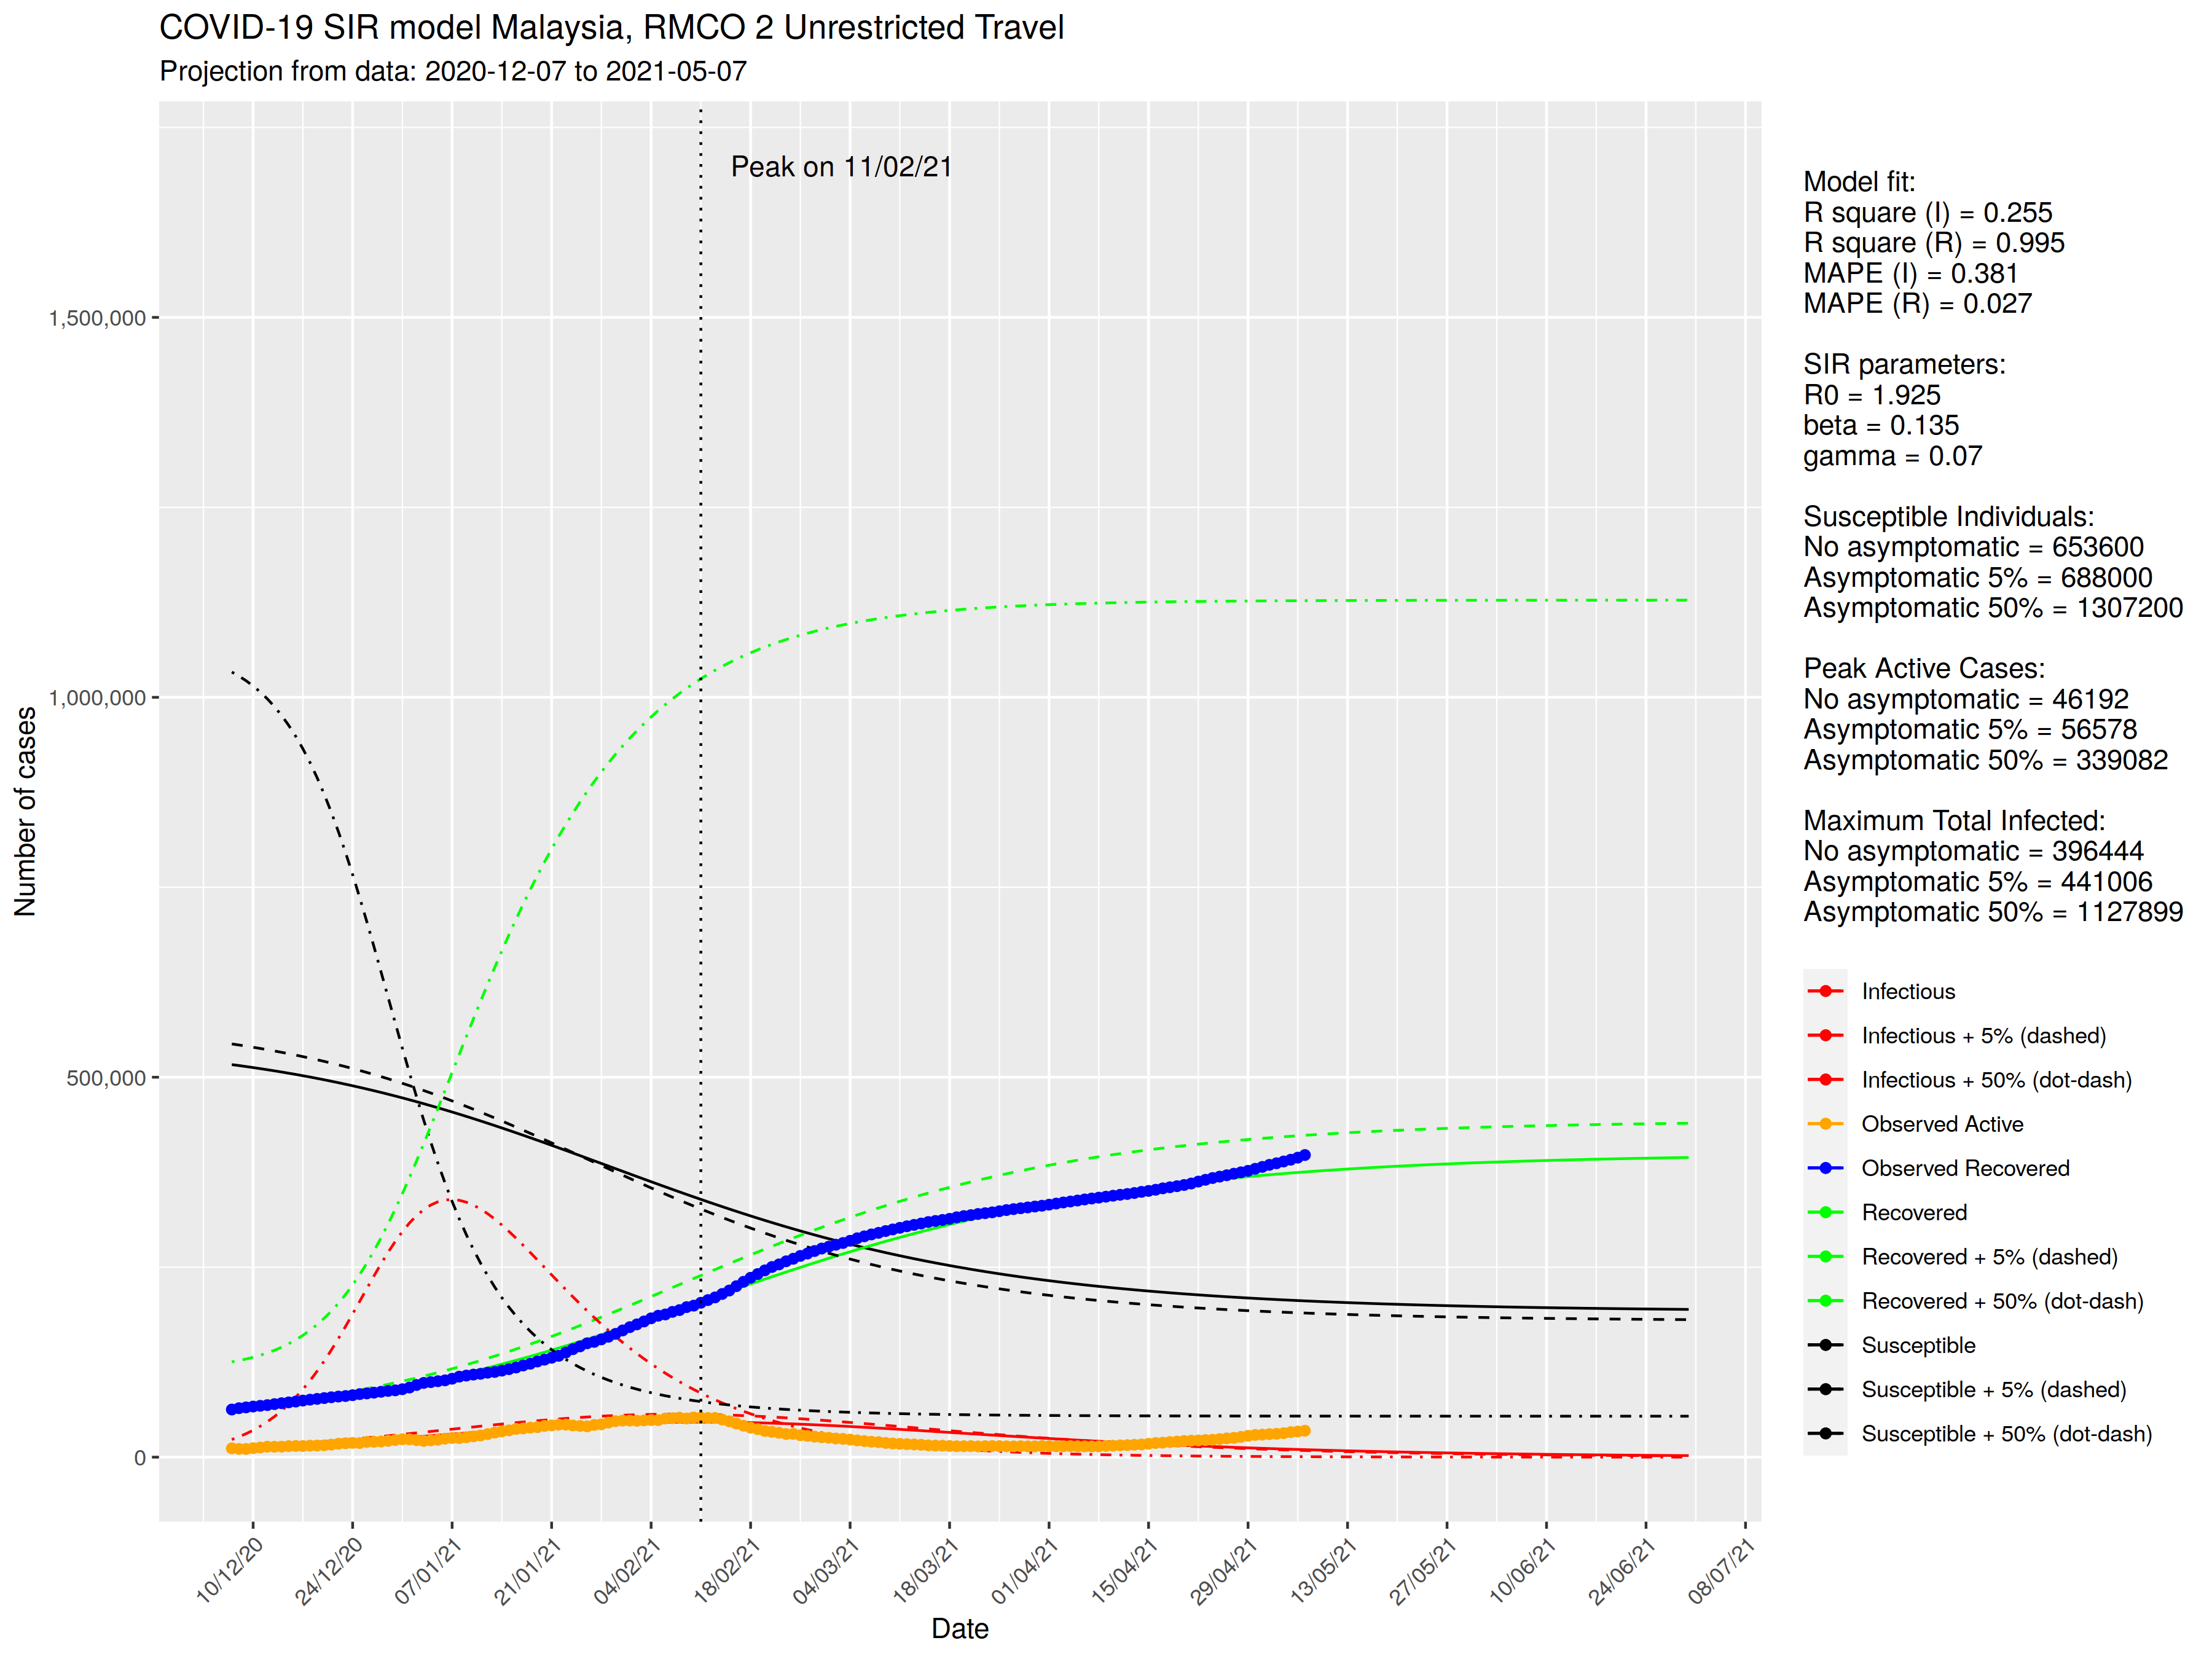 COVID-19 SIR model Malaysia, RMCO 2 Unrestricted Travel
Projection from data: 2020-12-07 to 2021-05-07
Peak on 11/02/21
Number of cases
1,500,000
1,000,000
500,000
0
10/12/20
24/12/20
07/01/21
21/01/21
04/02/21
18/02/21
04/03/21
18/03/21
01/04/21
15/04/21
29/04/21
13/05/21
27/05/21
10/06/21
24/06/21
08/07/21
Date
Model fit:
R square (I) = 0.255
R square (R) = 0.995
MAPE (I) = 0.381
MAPE (R) = 0.027
SIR parameters:
R0 = 1.925
beta = 0.135
gamma = 0.07
Susceptible Individuals:
No asymptomatic = 653600
Asymptomatic 5% = 688000
Asymptomatic 50% = 1307200
Peak Active Cases:
No asymptomatic = 46192
Asymptomatic 5% = 56578
Asymptomatic 50% = 339082
Maximum Total Infected:
No asymptomatic = 396444
Asymptomatic 5% = 441006
Asymptomatic 50% = 1127899
Infectious
Infectious + 5% (dashed)
Infectious + 50% (dot-dash)
Observed Active
Observed Recovered
Recovered
Recovered + 5% (dashed)
Recovered + 50% (dot-dash)
Susceptible
Susceptible + 5% (dashed)
Susceptible + 50% (dot-dash)